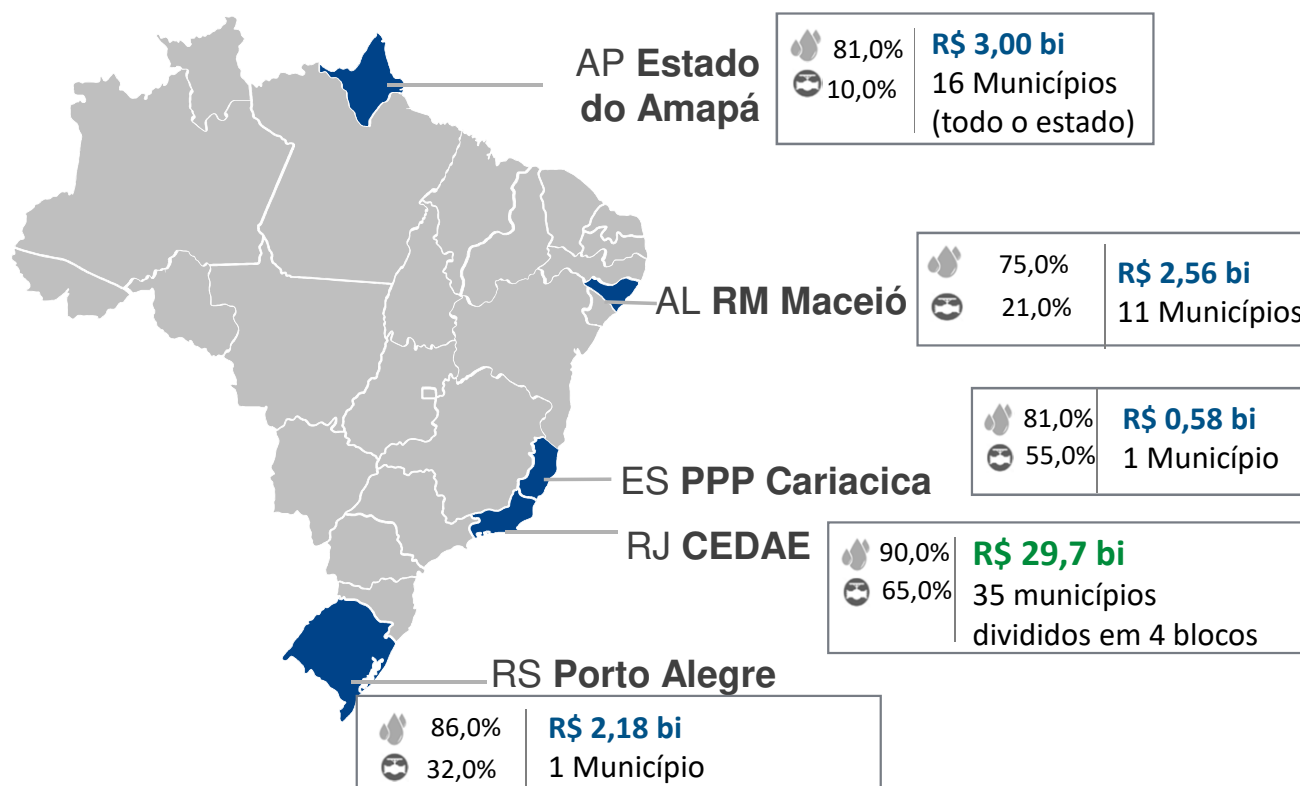 AP Estado
do Amapá
81,0%
10,0%
R$ 3,00 bi
16 Municípios
(todo o estado)
AL RM Maceió
75,0%
21,0%
R$ 2,56 bi
11 Municípios
ES PPP Cariacica
81,0%
55,0%
R$ 0,58 bi
1 Município
RJ CEDAE
90,0%
65,0%
R$ 29,7 bi
35 municípios
divididos em 4 blocos
RS Porto Alegre
86,0%
32,0%
R$ 2,18 bi
1 Município